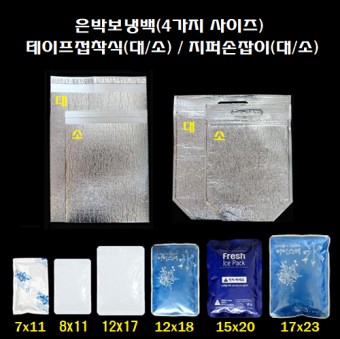 은박보냉백(4가지 사이즈)
테이프접착식(대/소) / 지퍼손잡이(대/소)
대
소
대
소
Fresh
Ice Pack
7x11
8x11
12x17
12x18
15x20
17x23